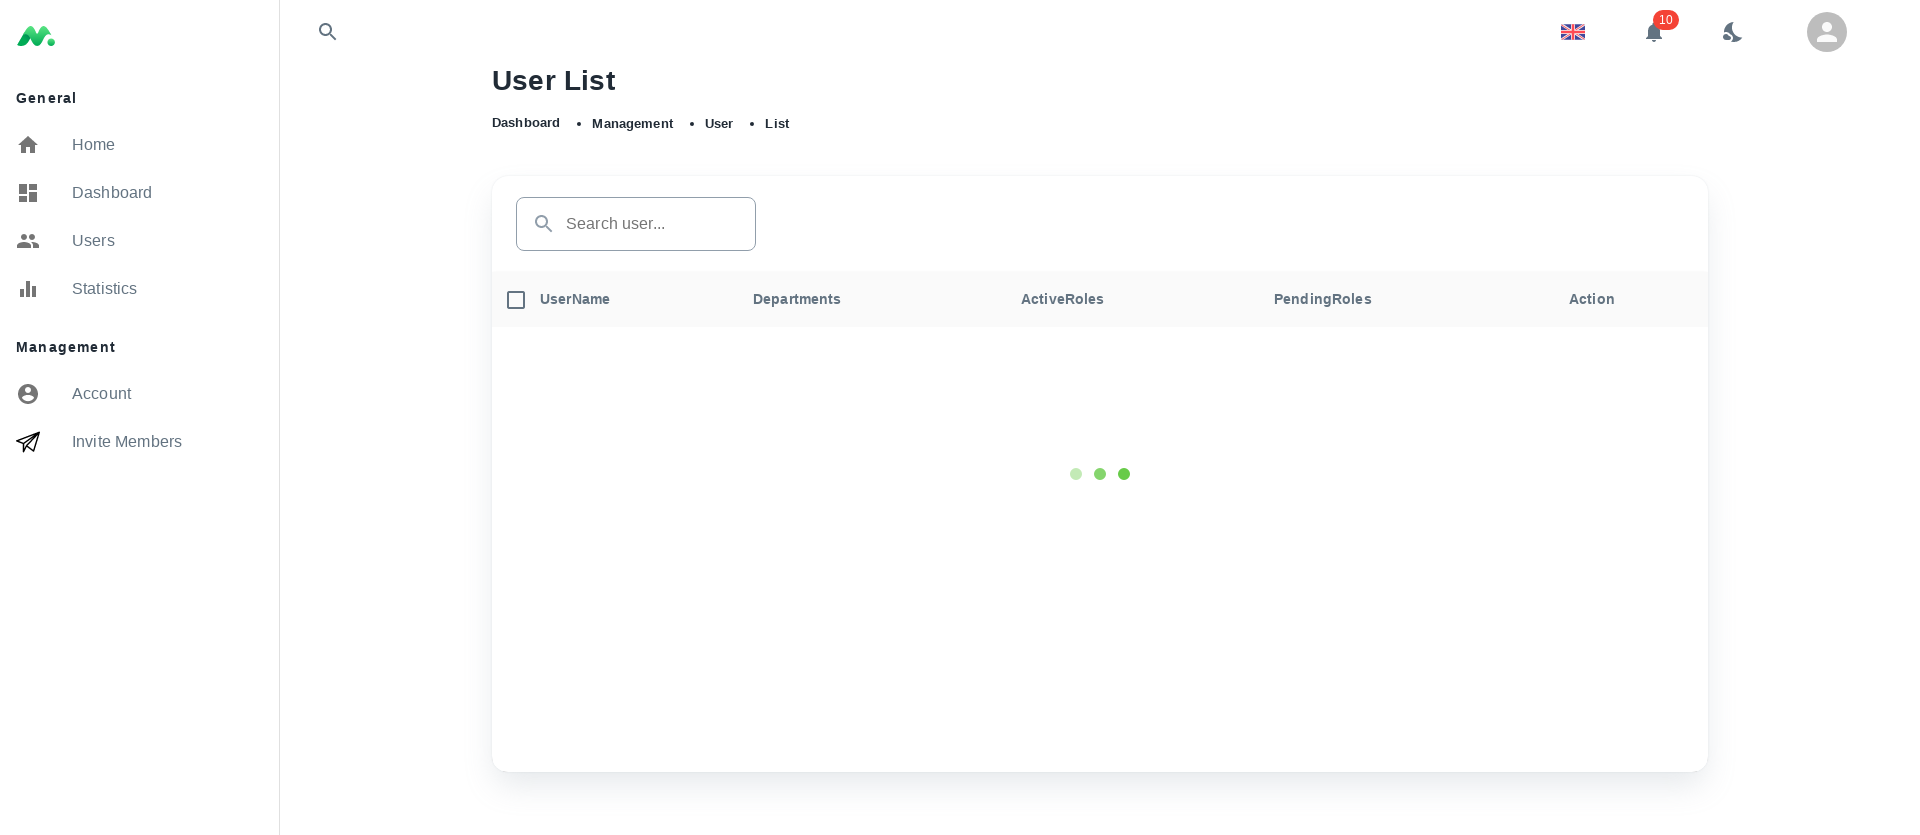 10
User List
Dashboard • Management • User • List
General
Home
Dashboard
Users
Statistics
Management
Account
Invite Members
Search user...
UserName Departments ActiveRoles PendingRoles Action